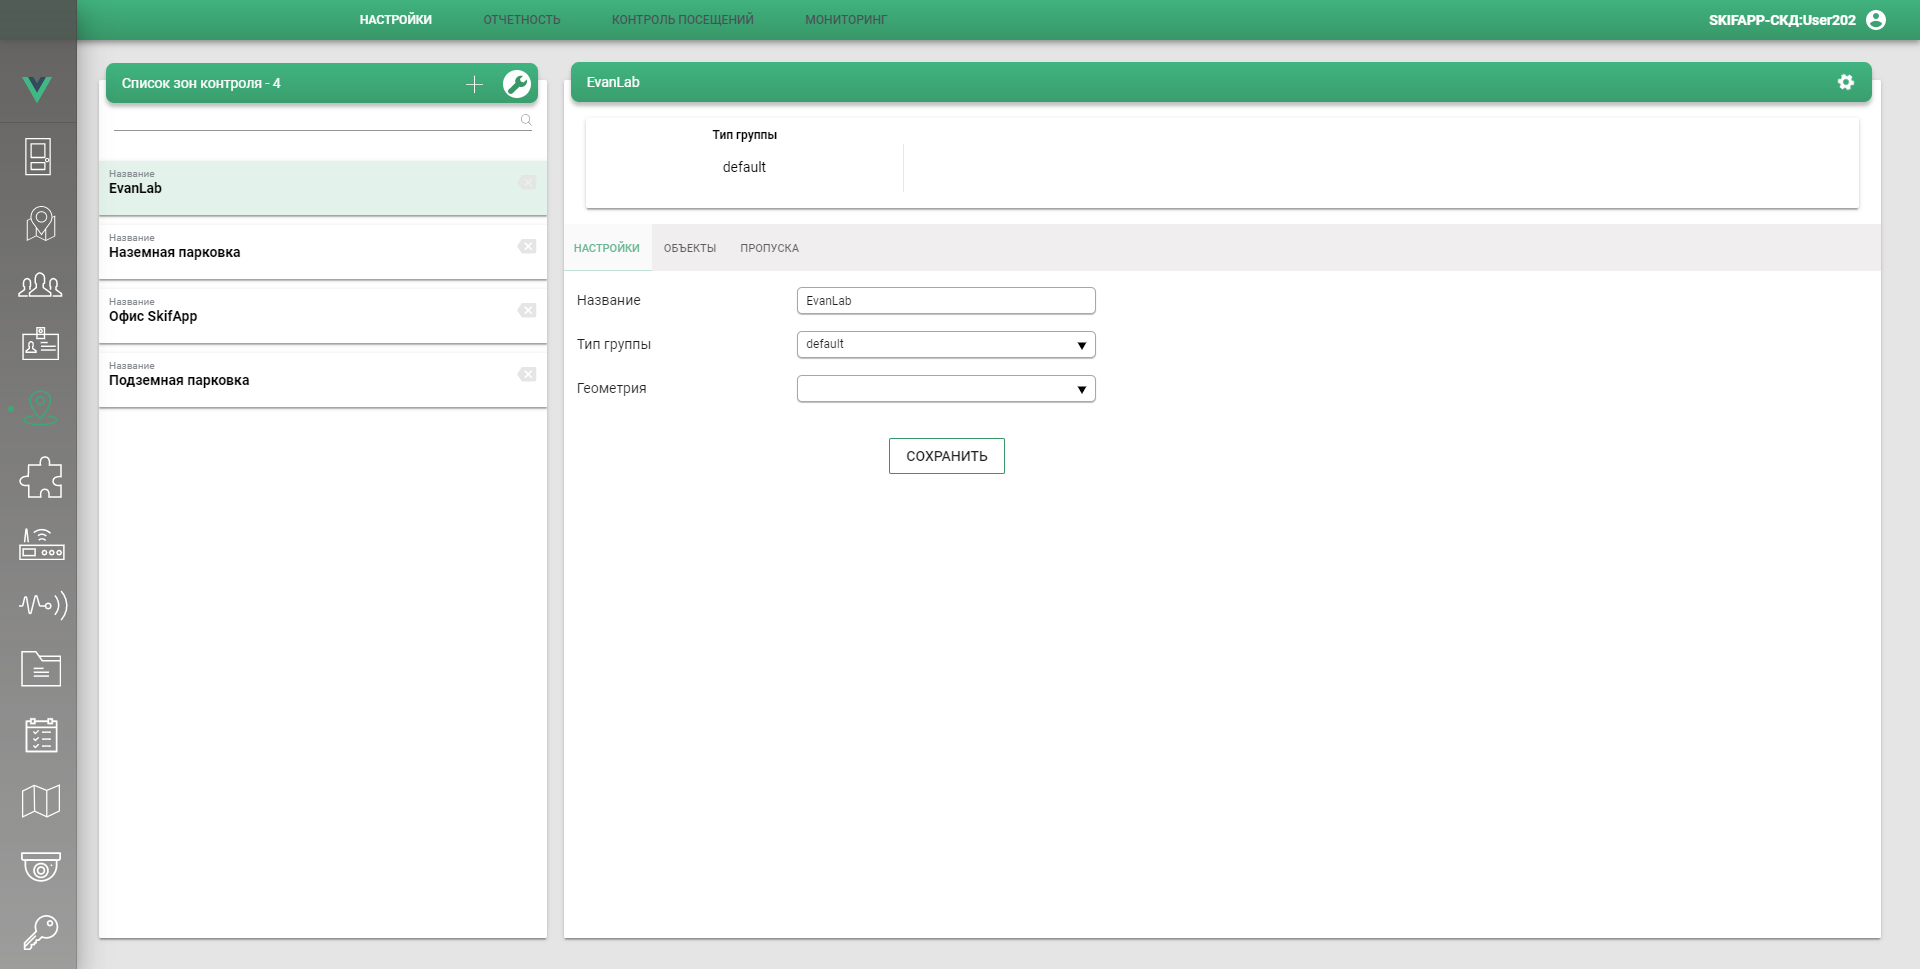 НАСТРОЙКИ ОТЧЕТНОСТЬ КОНТРОЛЬ ПОСЕЩЕНИЙ МОНИТОРИНГ SKIFAPP-СКД:User202
Список зон контроля - 4
Название
EvanLab
Название
Наземная парковка
Название
Офис SkifApp
Название
Подземная парковка
EvanLab
Тип группы
default
НАСТРОЙКИ ОБЪЕКТЫ ПРОПУСКА
Название EvanLab
Тип группы default
Геометрия
СОХРАНИТЬ